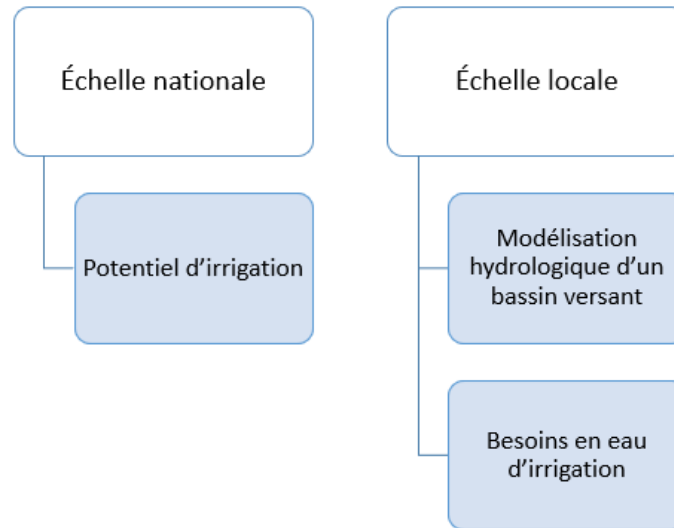 Échelle nationale
Potentiel d’irrigation
Échelle locale
Modélisation
hydrologique d’un
bassin versant
Besoins en eau
d’irrigation